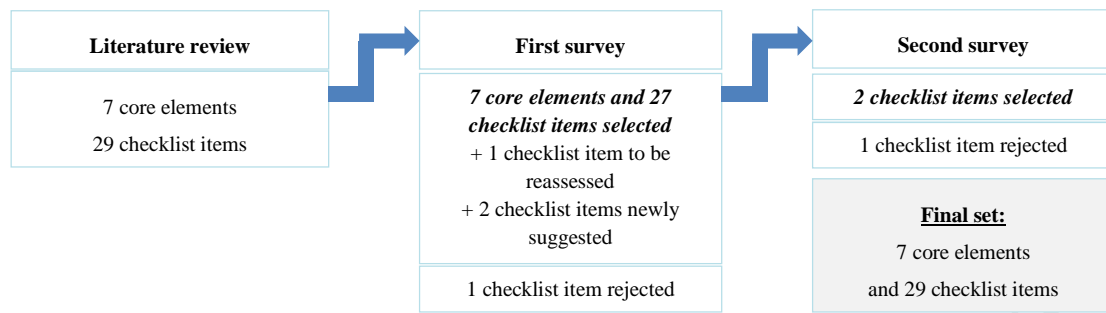 Literature review
7 core elements
29 checklist items
First survey
7 core elements and 27
checklist items selected
+ 1 checklist item to be
reassessed
+ 2 checklist items newly
suggested
1 checklist item rejected
Second survey
2 checklist items selected
1 checklist item rejected
Final set:
7 core elements
and 29 checklist items